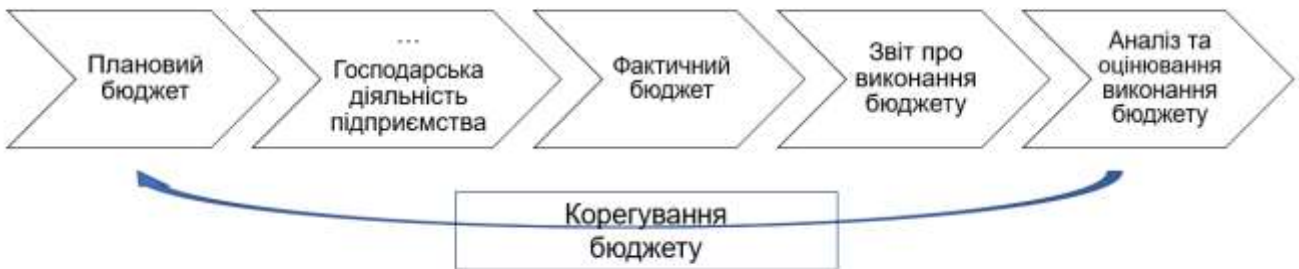 Плановий
бюджет
...
Господарська
діяльність
підприємства
Фактичний
бюджет
Звіт про
виконання
бюджету
Аналіз та
оцінювання
виконання
бюджету
Корегування
бюджету